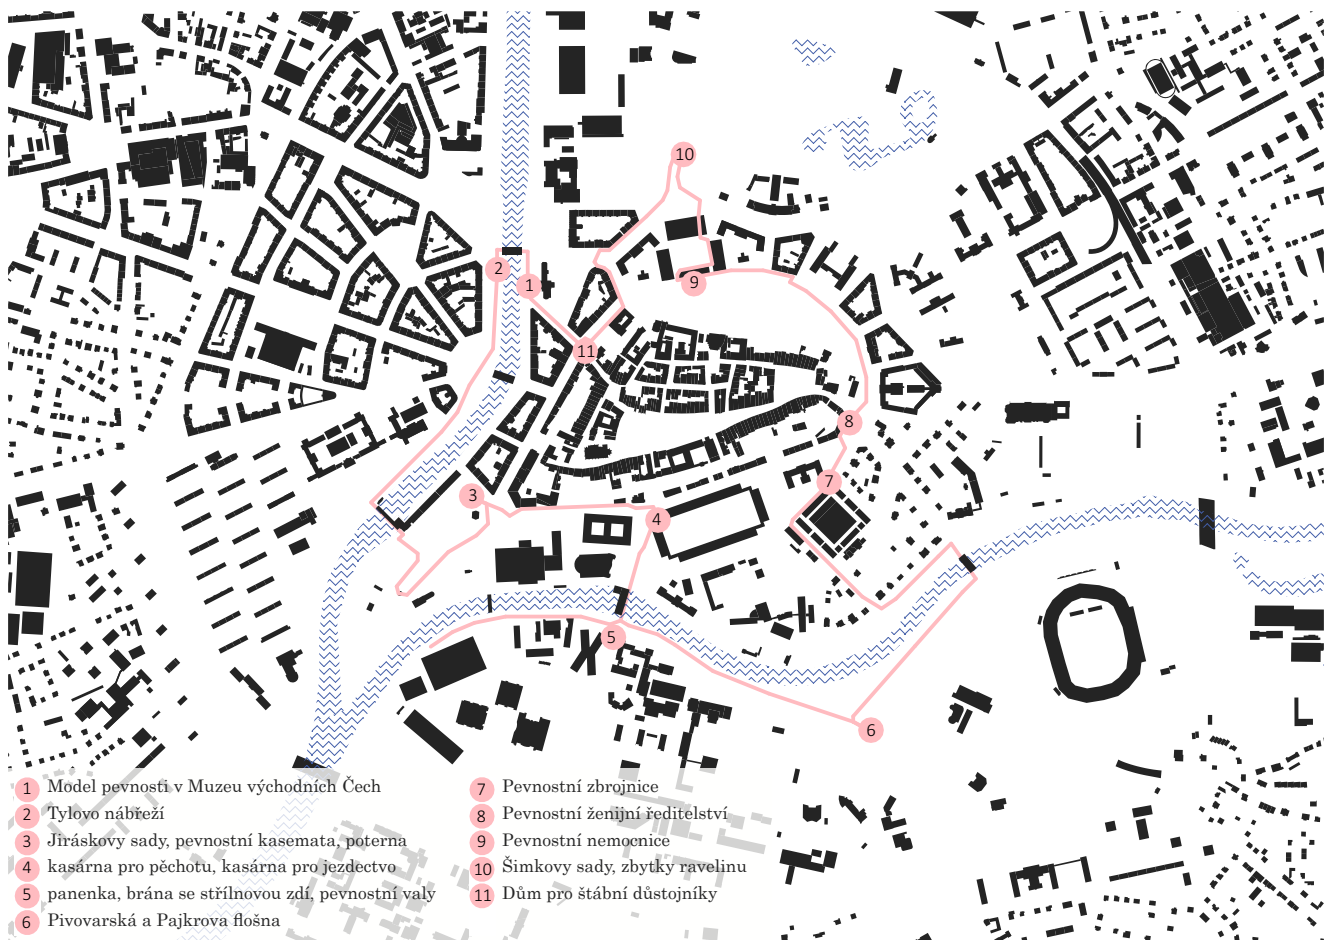 10
2
1
9
11
8
7
3
4
5
6
1 Model pevnosti v Muzeu východních Čech
2 Tylovo nábřeží
3 Jiráskovy sady, pevnostní kasemata, poterna
4 kasárna pro pěchotu, kasárna pro jezdectvo
5 panenka, brána se střílnovou zdí, pevnostní valy
6 Pivovarská a Pajkrova flošna
7 Pevnostní zbrojnice
8 Pevnostní ženijní ředitelství
9 Pevnostní nemocnice
10 Šimkovy sady, zbytky ravelinu
11 Dům pro štábní důstojníky